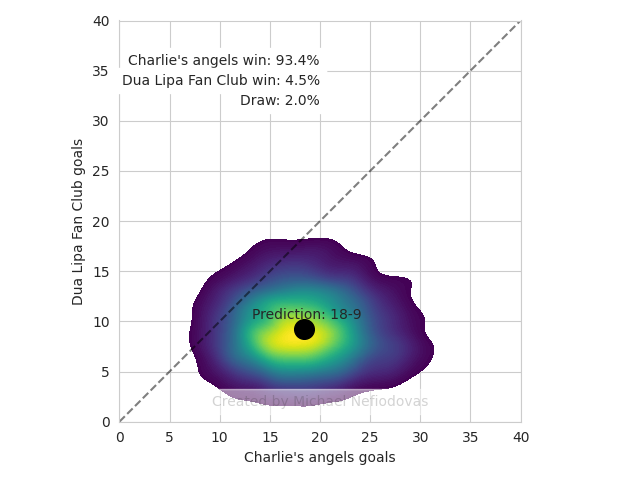 40
35
30
25
20
15
10
5
0
Dua Lipa Fan Club goals
Charlie's angels win: 93.4%
Dua Lipa Fan Club win: 4.5%
Draw: 2.0%
Prediction: 18-9
Created by Michael Nefiodovas
0 5 10 15 20 25 30 35 40
Charlie's angels goals